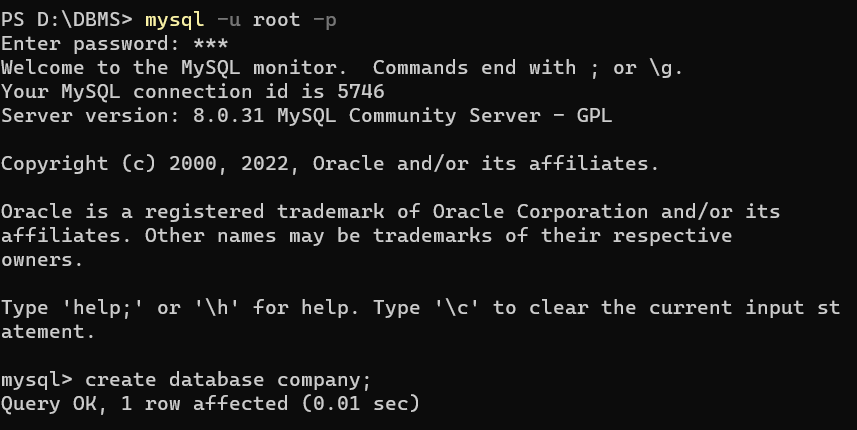 PS D:\DBMS> mysql -u root -p
Enter password: ***
Welcome to the MySQL monitor.  Commands end with ; or \g.
Your MySQL connection id is 5746
Server version: 8.0.31 MySQL Community Server - GPL

Copyright (c) 2000, 2022, Oracle and/or its affiliates.

Oracle is a registered trademark of Oracle Corporation and/or its
affiliates. Other names may be trademarks of their respective
owners.

Type 'help;' or '\h' for help. Type '\c' to clear the current input st
atement.

mysql> create database company;
Query OK, 1 row affected (0.01 sec)